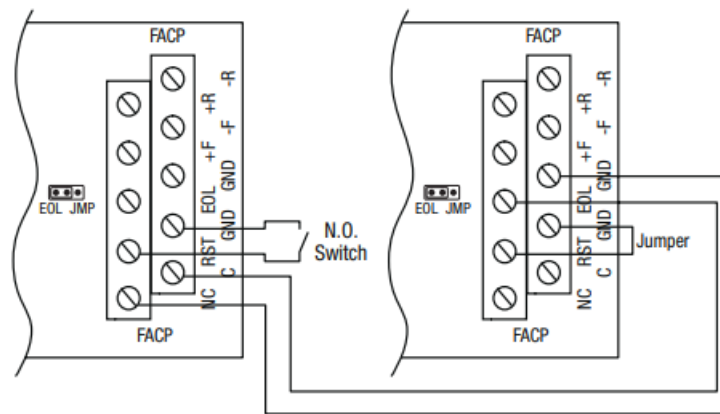 FACP
-R
+R
-F
+F
GND
EOL
GND
RST
C
NC
EOL JMP
N.O.
Switch
FACP
FACP
-R
+R
-F
+F
GND
EOL
GND
RST
C
NC
EOL JMP
Jumper
FACP